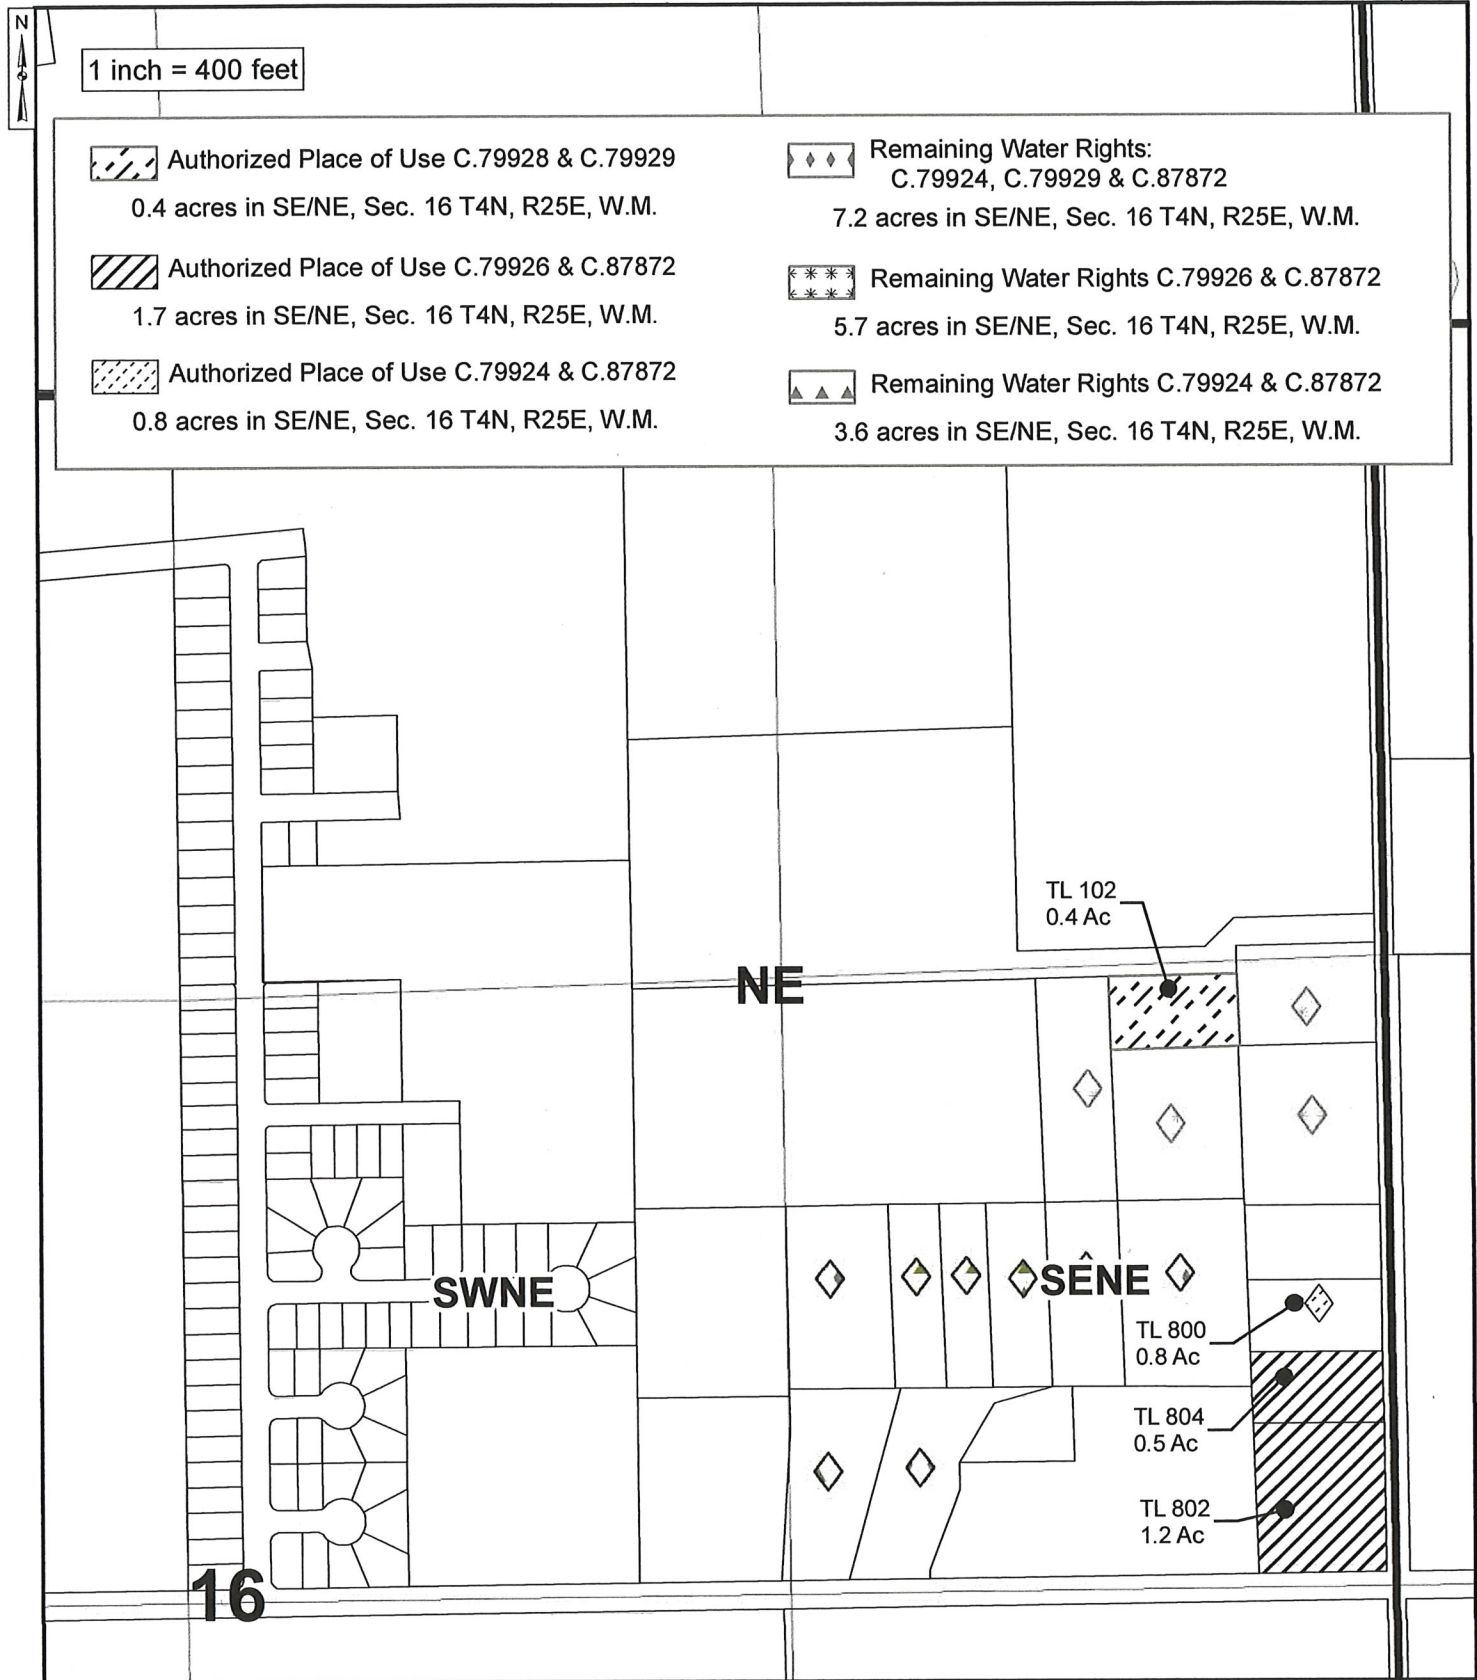 N
1 inch = 400 feet
Authorized Place of Use C.79928 & C.79929
0.4 acres in SE/NE, Sec. 16 T4N, R25E, W.M.
Authorized Place of Use C.79926 & C.87872
1.7 acres in SE/NE, Sec. 16 T4N, R25E, W.M.
Authorized Place of Use C.79924 & C.87872
0.8 acres in SE/NE, Sec. 16 T4N, R25E, W.M.
Remaining Water Rights:
C.79924, C.79929 & C.87872
7.2 acres in SE/NE, Sec. 16 T4N, R25E, W.M.
Remaining Water Rights C.79926 & C.87872
5.7 acres in SE/NE, Sec. 16 T4N, R25E, W.M.
Remaining Water Rights C.79924 & C.87872
3.6 acres in SE/NE, Sec. 16 T4N, R25E, W.M.
TL 102
0.4 Ac
NE
SWNE
SENE
TL 800
0.8 Ac
TL 804
0.5 Ac
TL 802
1.2 Ac
16